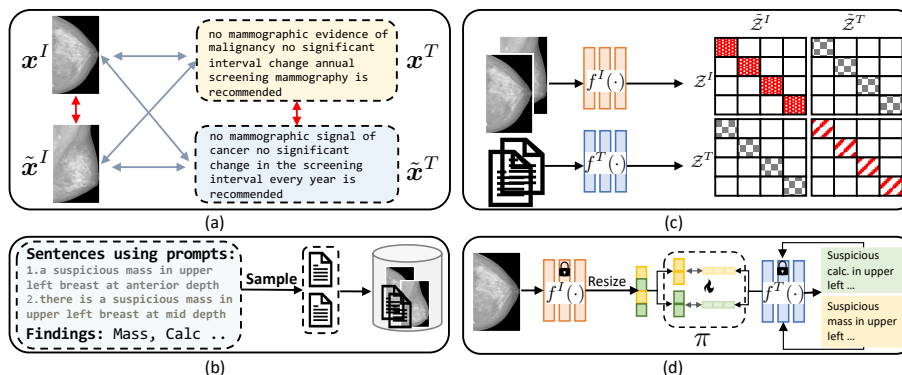 x^I
no mammographic evidence of
malignancy no significant
interval change annual
screening mammography is
recommended
x^T
x̃^I
no mammographic signal of
cancer no significant
change in the screening
interval every year is
recommended
x̃^T
(a)
Z̃^I
Z̃^T
f^I(·)
Z^I
f^T(·)
Z^T
(c)
Sentences using prompts:
1.a suspicious mass in upper
left breast at anterior depth
2.there is a suspicious mass in
upper left breast at mid depth
Findings: Mass, Calc ..
Sample
(b)
f^I(·)
Resize
π
f^T(·)
Suspicious
calc. in upper
left …
Suspicious
mass in upper
left …
(d)